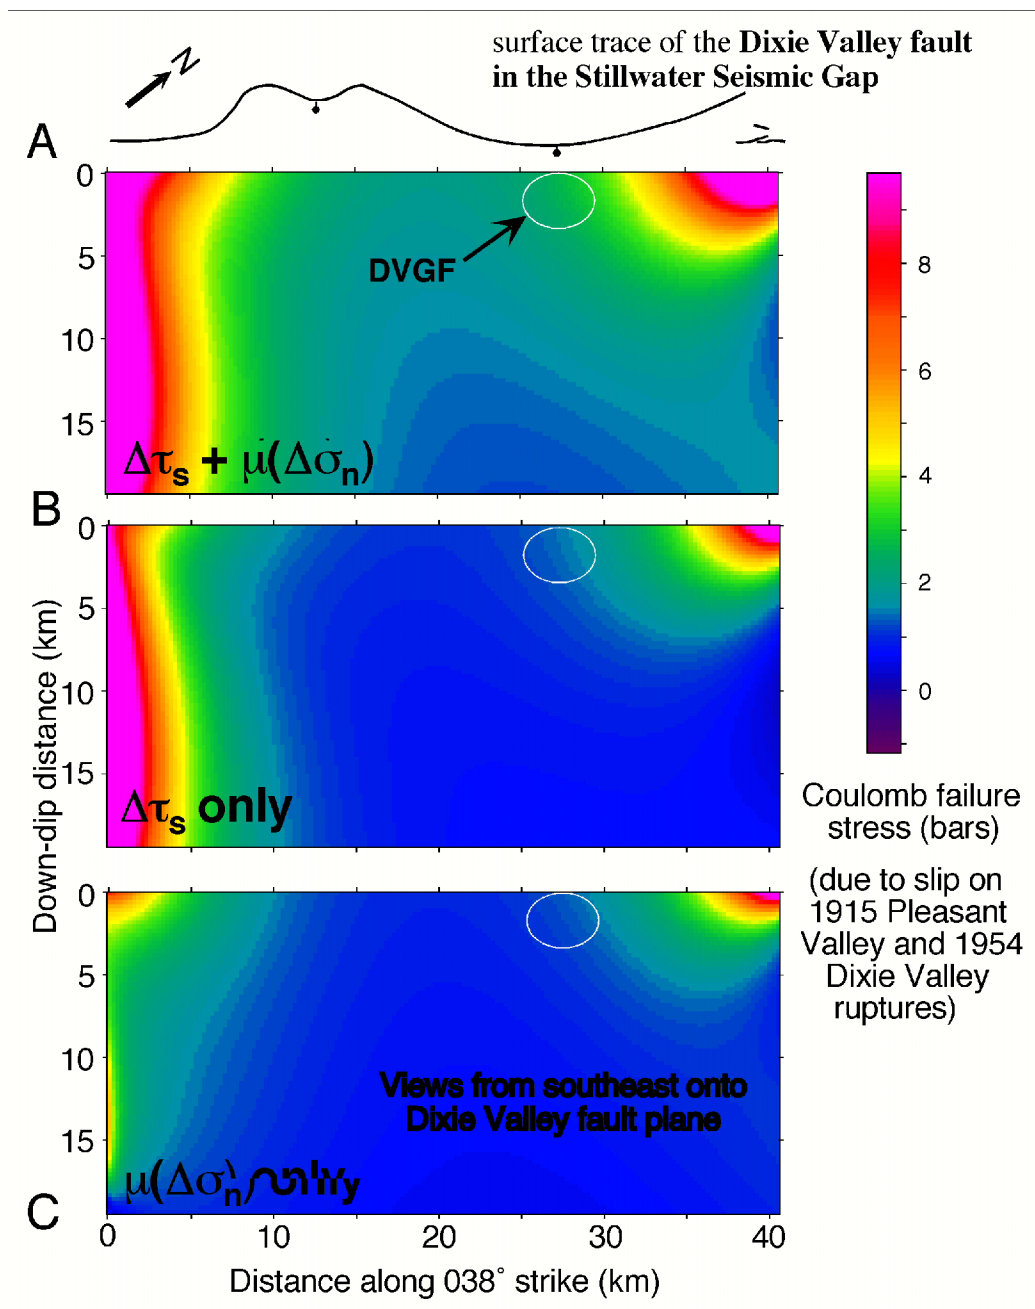 surface trace of the Dixie Valley fault
in the Stillwater Seismic Gap
N
A
0
5
10
15
DVGF
Δτs + μ(Δσn)
8
6
4
2
0
Coulomb failure
stress (bars)
(due to slip on
1915 Pleasant
Valley and 1954
Dixie Valley
ruptures)
B
0
5
10
15
Δτs only
Down-dip distance (km)
0
5
10
15
Views from southeast onto
Dixie Valley fault plane
μ(Δσn)
C
0 10 20 30 40
Distance along 038° strike (km)